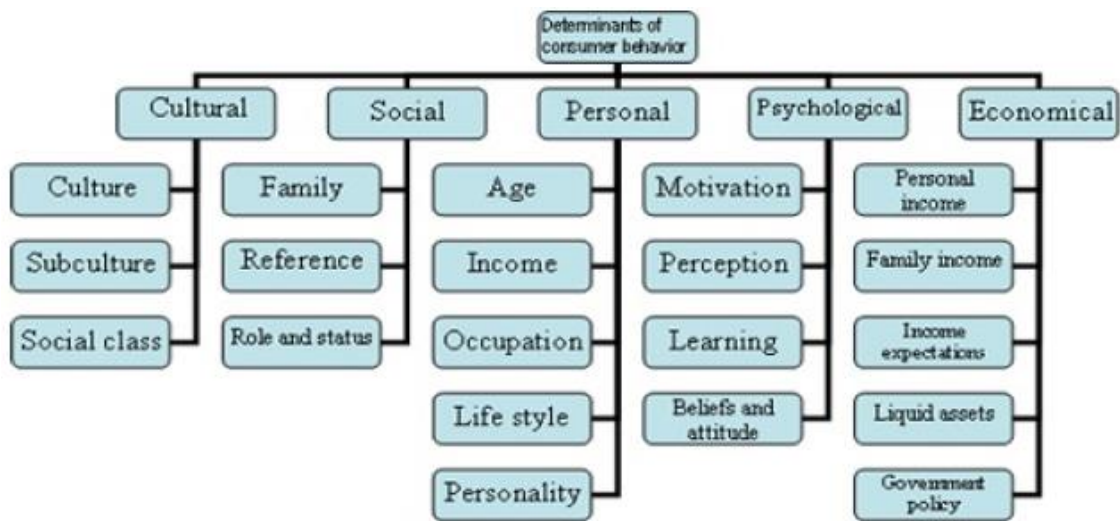 Determinants of
consumer behavior
Cultural
Social
Personal
Psychological
Economical
Culture
Subculture
Social class
Family
Reference
Role and status
Age
Income
Occupation
Life style
Personality
Motivation
Perception
Learning
Beliefs and
attitude
Personal
income
Family income
Income
expectations
Liquid assets
Government
policy